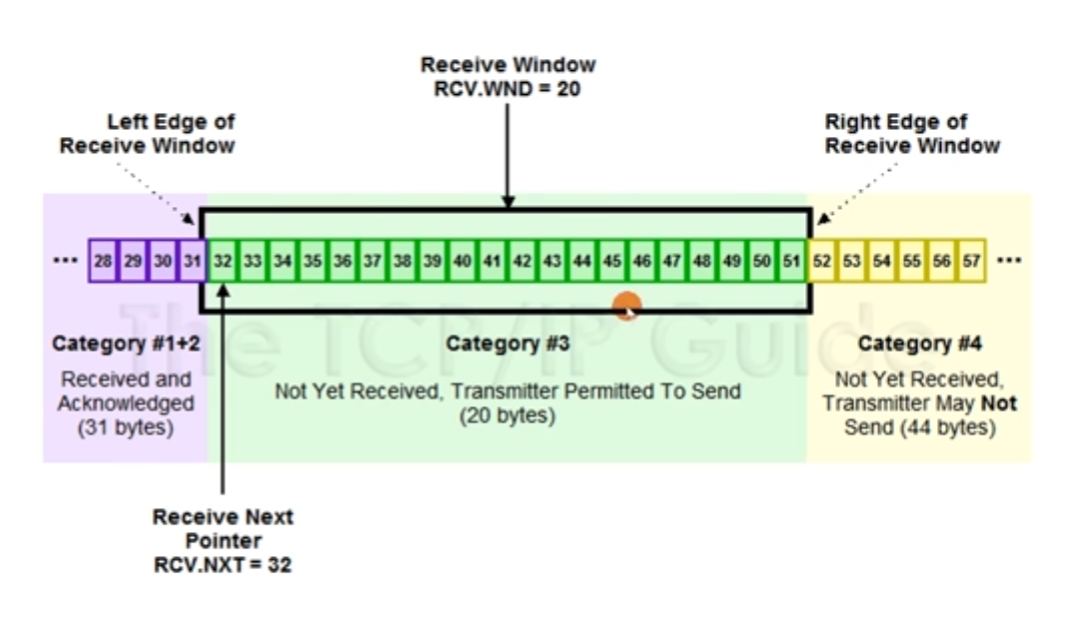 Receive Window
RCV.WND = 20
Left Edge of
Receive Window
Right Edge of
Receive Window
... 28 29 30 31 32 33 34 35 36 37 38 39 40 41 42 43 44 45 46 47 48 49 50 51 52 53 54 55 56 57 ...
The TCP/IP Guide
Category #1+2
Received and
Acknowledged
(31 bytes)
Category #3
Not Yet Received, Transmitter Permitted To Send
(20 bytes)
Category #4
Not Yet Received,
Transmitter May Not
Send (44 bytes)
Receive Next
Pointer
RCV.NXT = 32